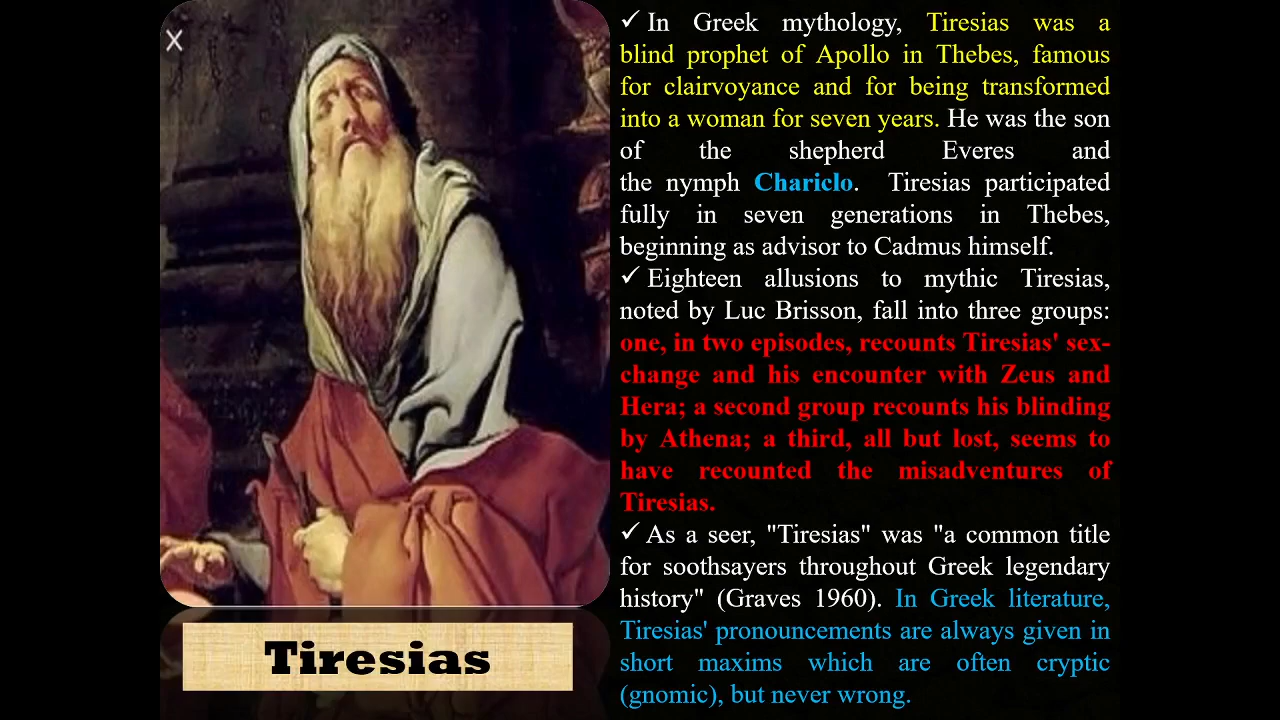 ✓ In Greek mythology, Tiresias was a
blind prophet of Apollo in Thebes, famous
for clairvoyance and for being transformed
into a woman for seven years. He was the son
of the shepherd Everes and
the nymph Chariclo. Tiresias participated
fully in seven generations in Thebes,
beginning as advisor to Cadmus himself.
✓ Eighteen allusions to mythic Tiresias,
noted by Luc Brisson, fall into three groups:
one, in two episodes, recounts Tiresias' sex-
change and his encounter with Zeus and
Hera; a second group recounts his blinding
by Athena; a third, all but lost, seems to
have recounted the misadventures of
Tiresias.
✓ As a seer, "Tiresias" was "a common title
for soothsayers throughout Greek legendary
history" (Graves 1960). In Greek literature,
Tiresias' pronouncements are always given in
short maxims which are often cryptic
(gnomic), but never wrong.
Tiresias